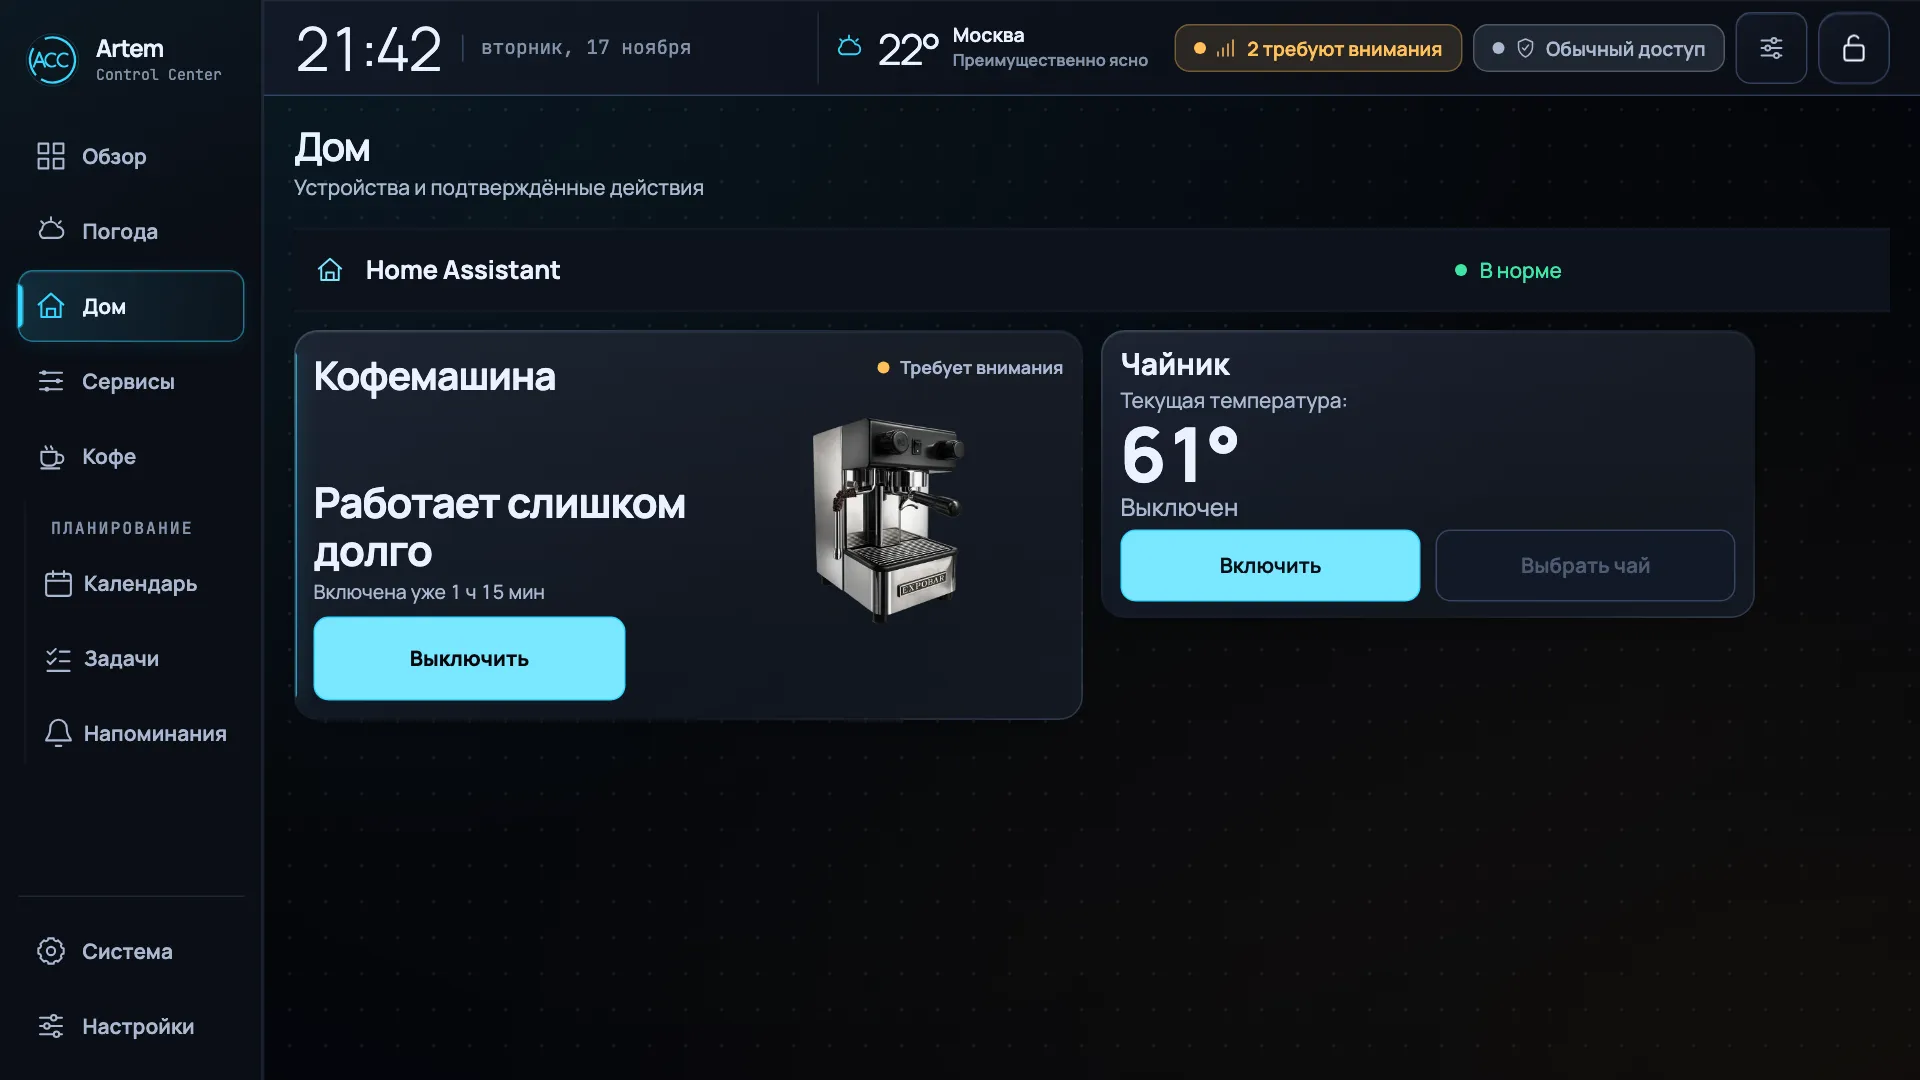 ACC
Artem
Control Center
21:42
вторник, 17 ноября
22°
Москва
Преимущественно ясно
2 требуют внимания
Обычный доступ
Обзор
Погода
Дом
Сервисы
Кофе
ПЛАНИРОВАНИЕ
Календарь
Задачи
Напоминания
Система
Настройки
Дом
Устройства и подтверждённые действия
Home Assistant
В норме
Кофемашина
Требует внимания
Работает слишком
долго
Включена уже 1 ч 15 мин
Выключить
EXPOBAR
Чайник
Текущая температура:
61°
Выключен
Включить
Выбрать чай